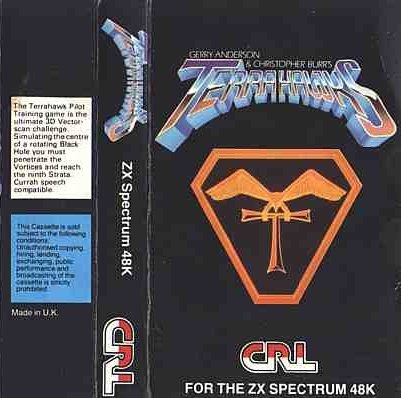 The Terrahawk Pilot
Training game is the
ultimate 3D Vector-
scan challenge.
Simulating the centre
of a rotating Black
Hole you must
penetrate the
Vortices and reach
the ninth Strata.
Currah speech
compatible.
This Cassette is sold
subject to the following
conditions:
Unauthorised copying,
hiring, lending,
exchanging, public
performance and
broadcasting of the
cassette is strictly
prohibited.
Made in U.K.
TERRAHAWKS
ZX Spectrum 48K
CRL
GERRY ANDERSON
& CHRISTOPHER BURR'S
TERRAHAWKS
CRL
FOR THE ZX SPECTRUM 48K